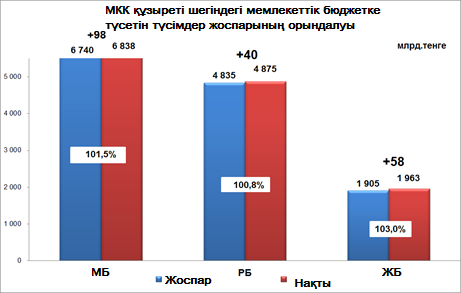 МКК құзыреті шегіндегі мемлекеттік бюджетке
түсетін түсімдер жоспарының орындалуы
млрд.тенге
+98
6 740 6 838
+40
4 835 4 875
+58
1 905 1 963
5 000
4 000
3 000
2 000
1 000
0
101,5%
100,8%
103,0%
МБ РБ ЖБ
Жоспар Нақты